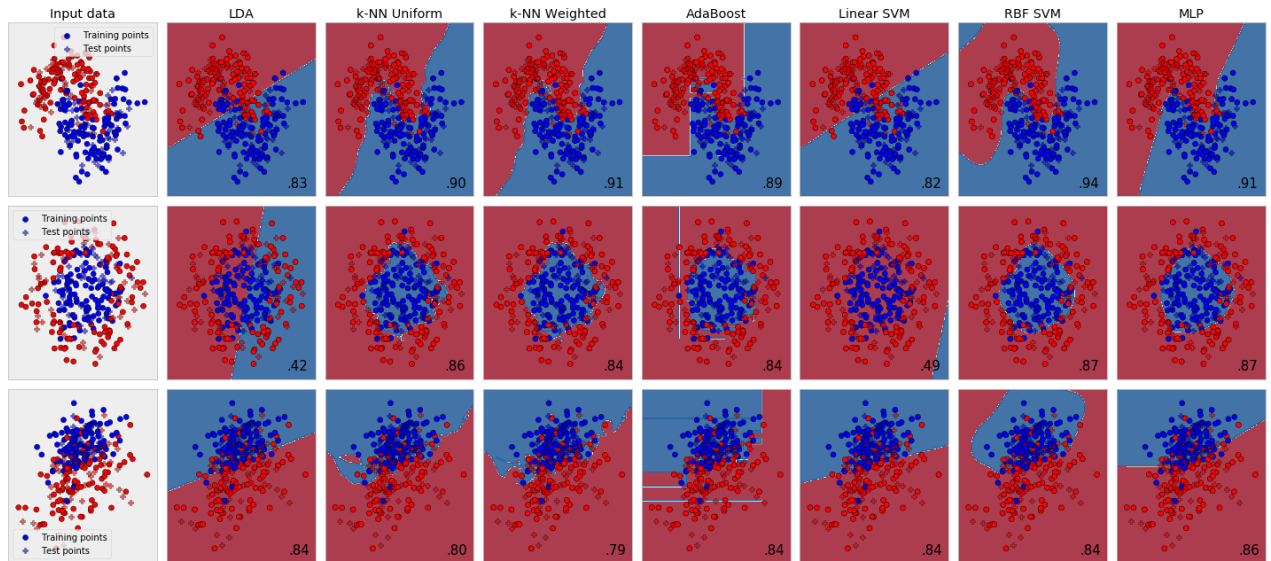 Input data
LDA
k-NN Uniform
k-NN Weighted
AdaBoost
Linear SVM
RBF SVM
MLP
Training points
Test points
.83
.90
.91
.89
.82
.94
.91
Training points
Test points
.42
.86
.84
.84
.49
.87
.87
Training points
Test points
.84
.80
.79
.84
.84
.84
.86